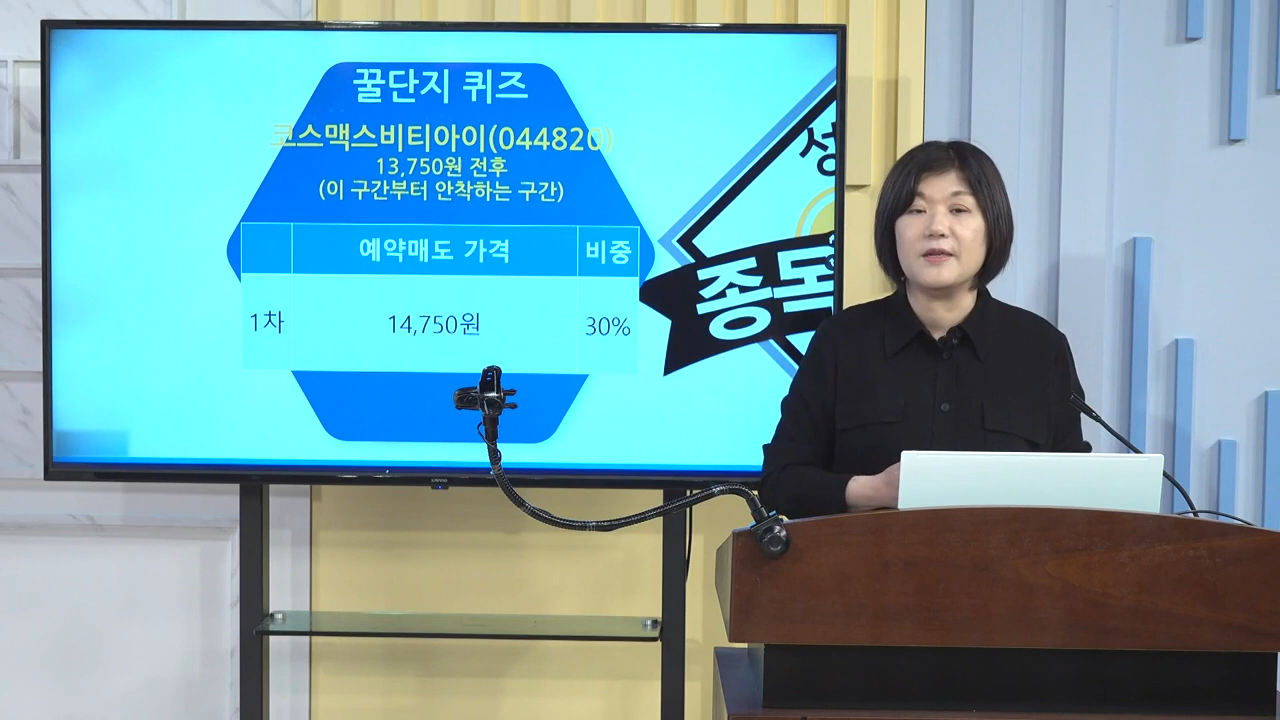 꿀단지 퀴즈
코스맥스비티아이(044820)
13,750원 전후
(이 구간부터 안착하는 구간)
예약매도 가격 비중
1차 14,750원 30%
성
종목